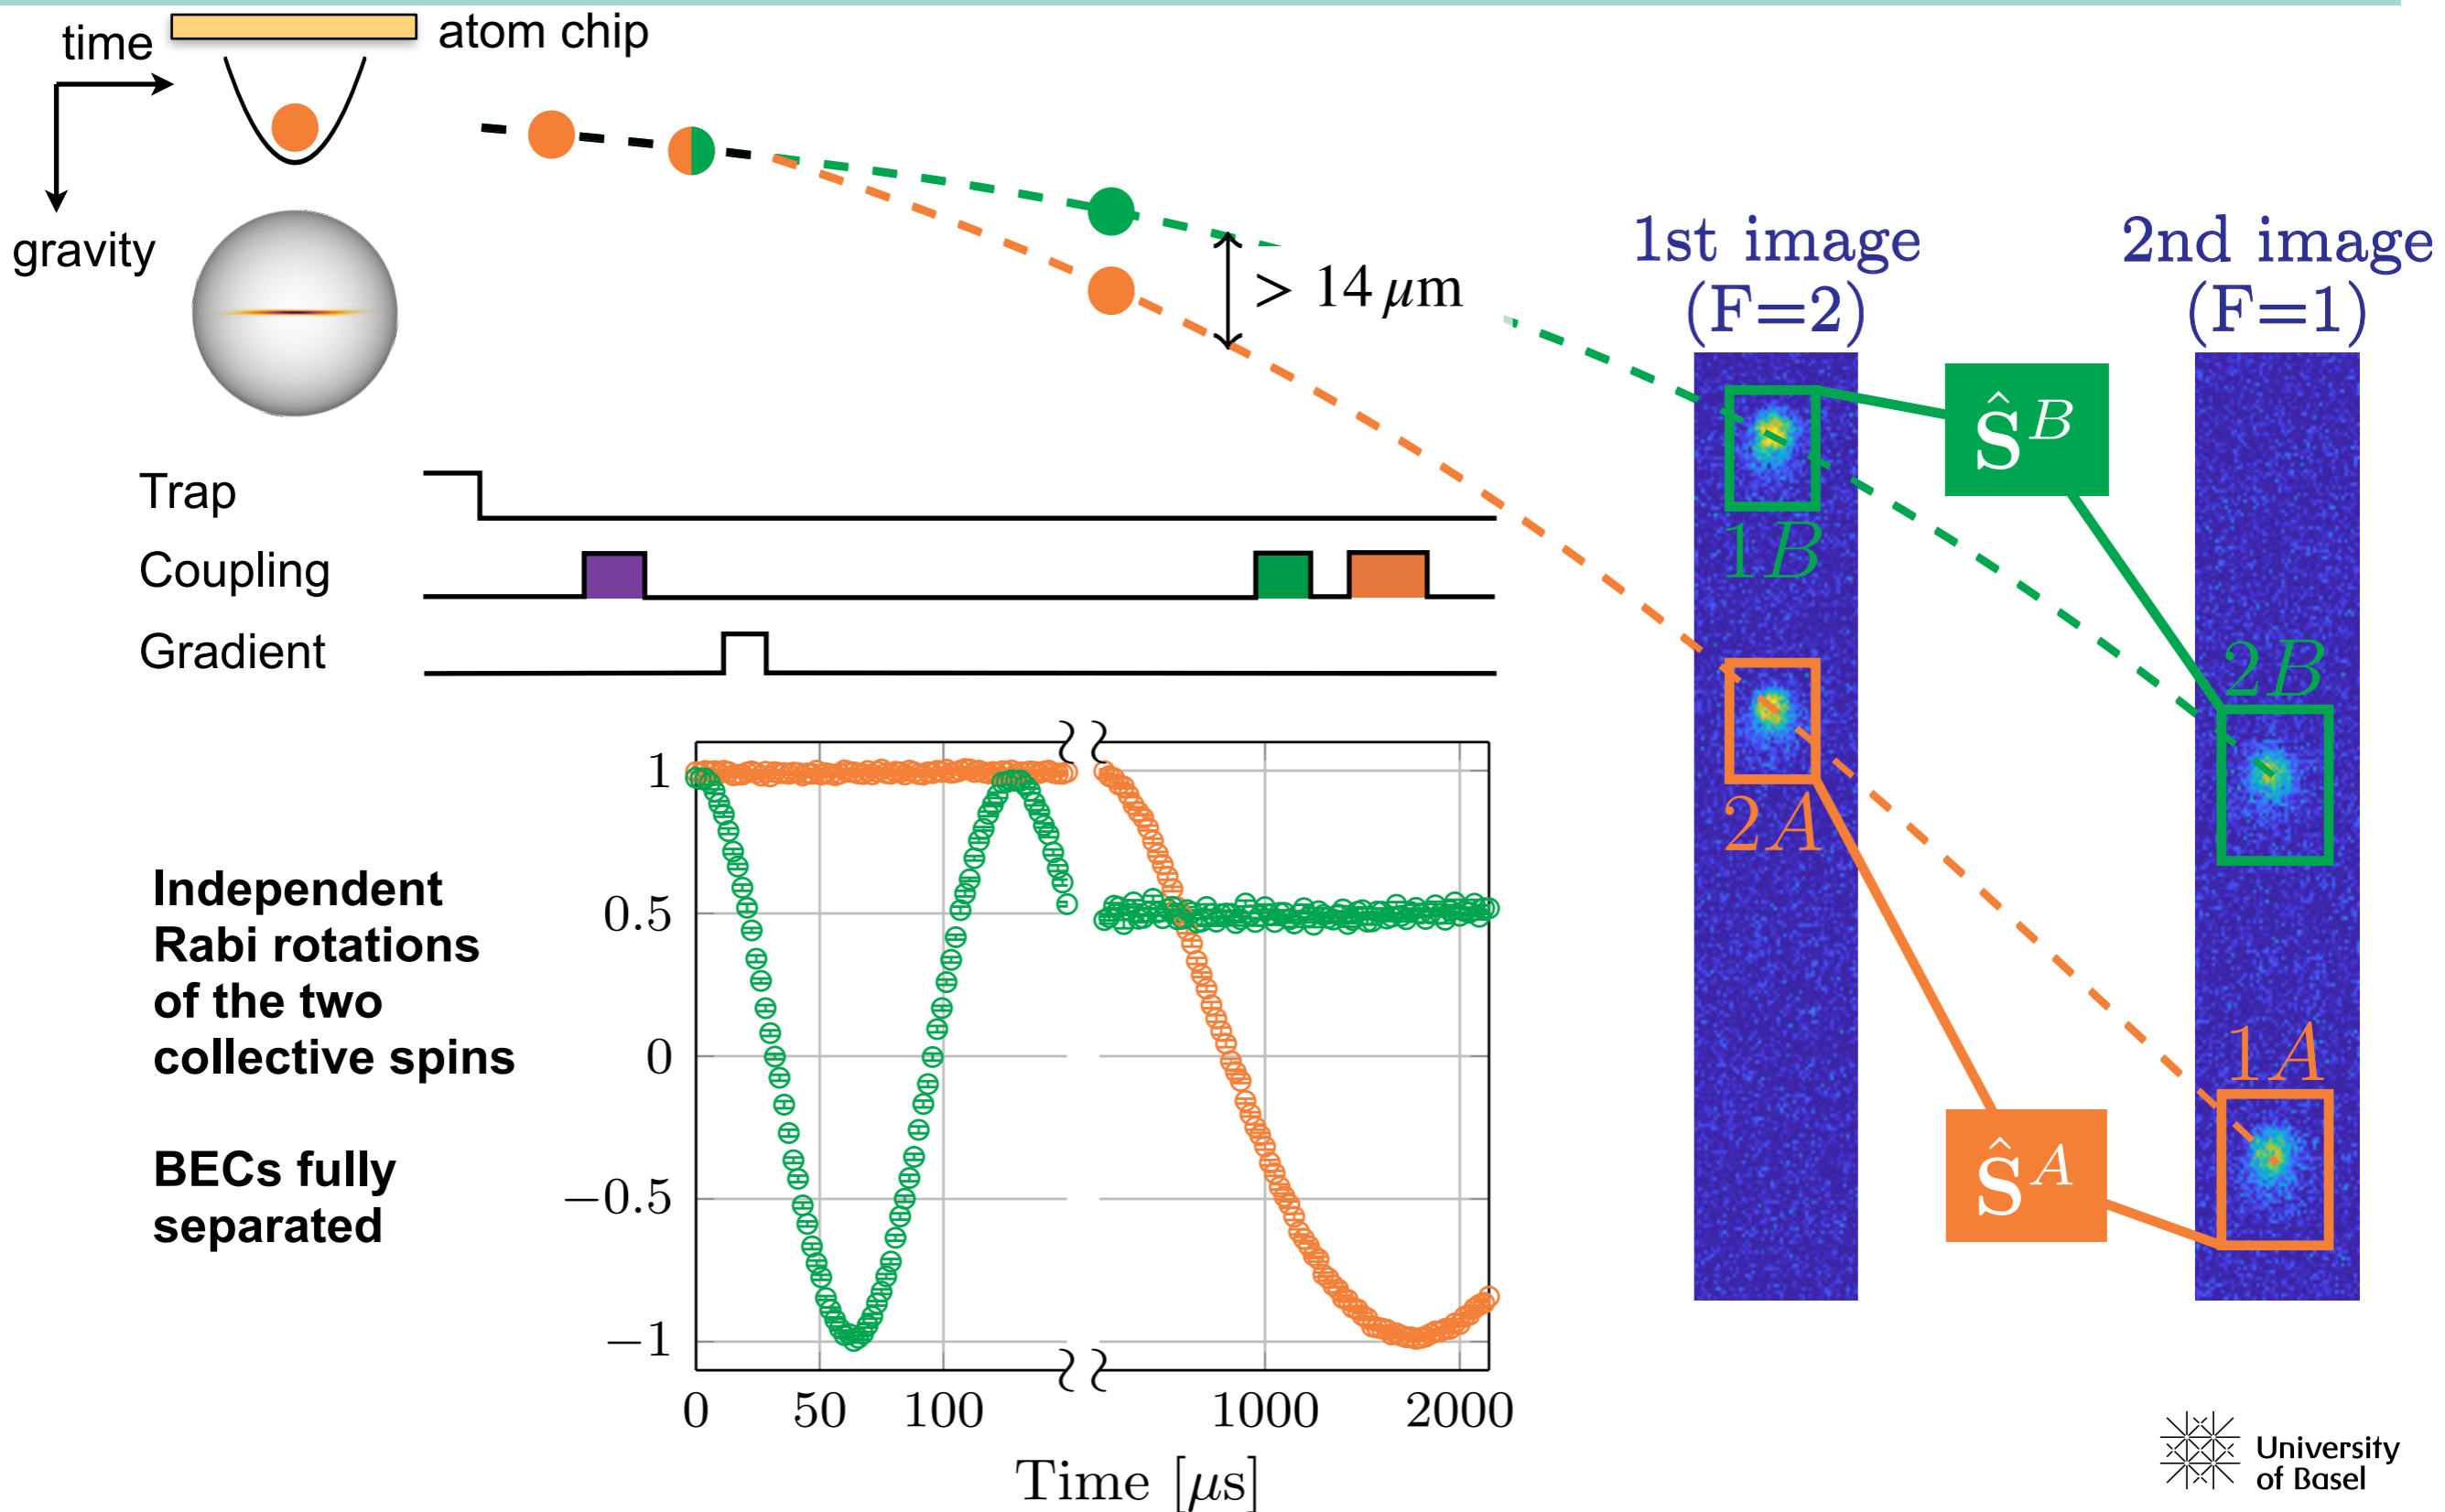 time
atom chip
gravity
> 14 μm
1st image
(F=2)
2nd image
(F=1)
Ŝ^B
1B
2B
2A
1A
Ŝ^A
Trap
Coupling
Gradient
Independent
Rabi rotations
of the two
collective spins
BECs fully
separated
1
0.5
0
−0.5
−1
0 50 100 1000 2000
Time [μs]
University
of Basel